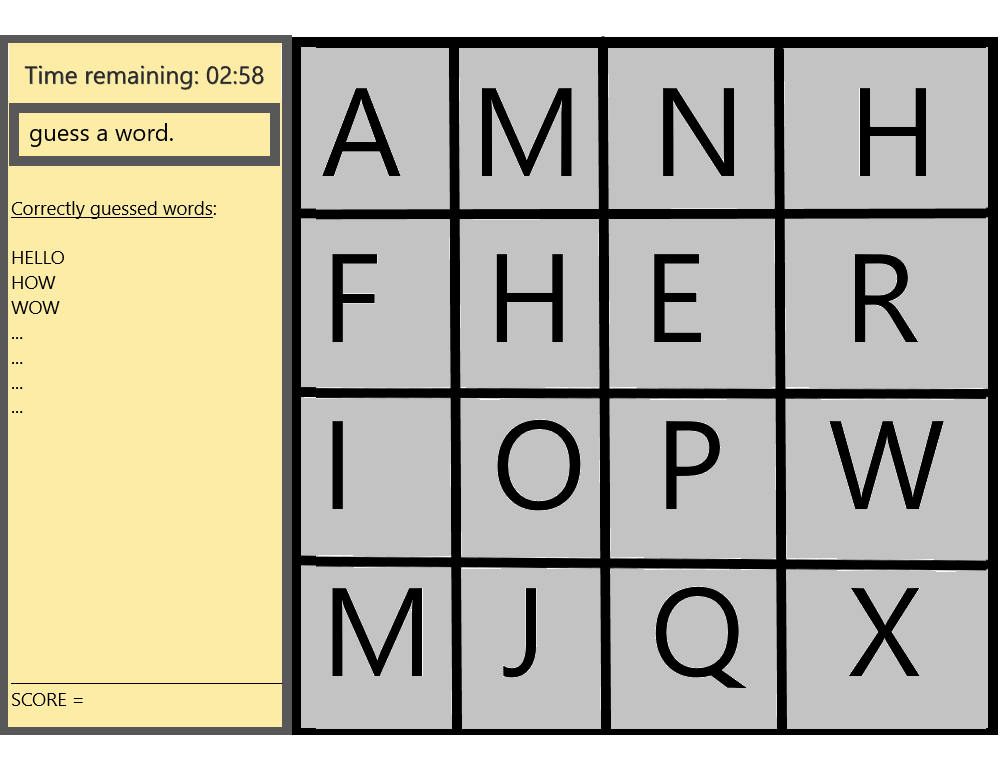 Time remaining: 02:58
guess a word.
Correctly guessed words:
HELLO
HOW
WOW
...
...
...
...
SCORE =
A M N H
F H E R
I O P W
M J Q X